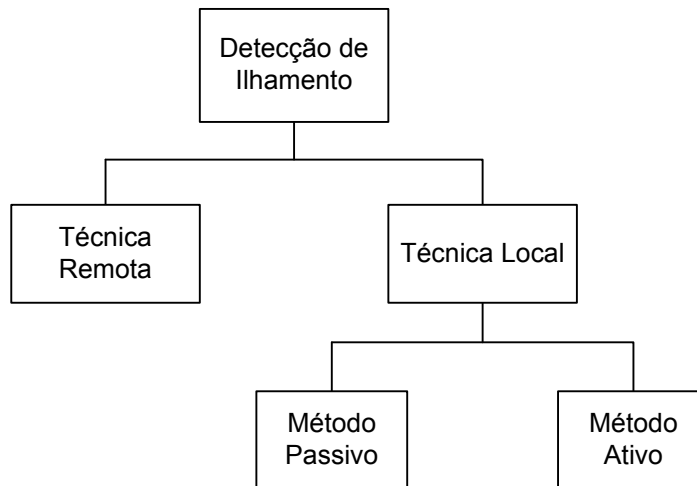 Detecção de
Ilhamento
Técnica
Remota
Técnica Local
Método
Passivo
Método
Ativo